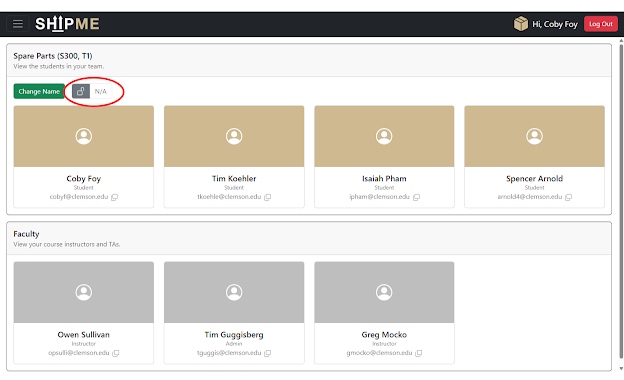 SHIPME
Hi, Coby Foy
Log Out
Spare Parts (S300, T1)
View the students in your team.
Change Name
N/A
Coby Foy
Student
cobyf@clemson.edu
Tim Koehler
Student
tkoehle@clemson.edu
Isaiah Pham
Student
ipham@clemson.edu
Spencer Arnold
Student
arnold4@clemson.edu
Faculty
View your course instructors and TAs.
Owen Sullivan
Instructor
opsulli@clemson.edu
Tim Guggisberg
Admin
tguggis@clemson.edu
Greg Mocko
Instructor
gmocko@clemson.edu